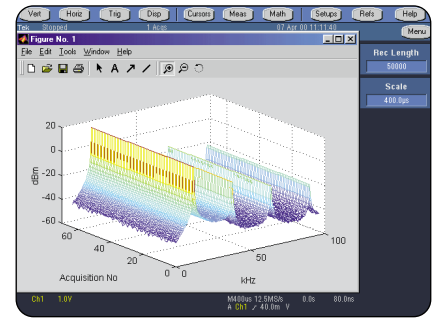 Vert Horiz Trig Disp Cursors Meas Math Setups Refs Help
Tek Stopped 1 Acqs 07 Apr 00 11:11:40
Menu
Figure No. 1
File Edit Tools Window Help
Rec Length
50000
Scale
400.0µs
20
0
-20
-40
-60
dBm
60
40
20
0
Acquisition No
0
50
100
kHz
Ch1 1.0V M400us 12.5MS/s 0.0s 80.0ns
A Ch1 / 40.0m V